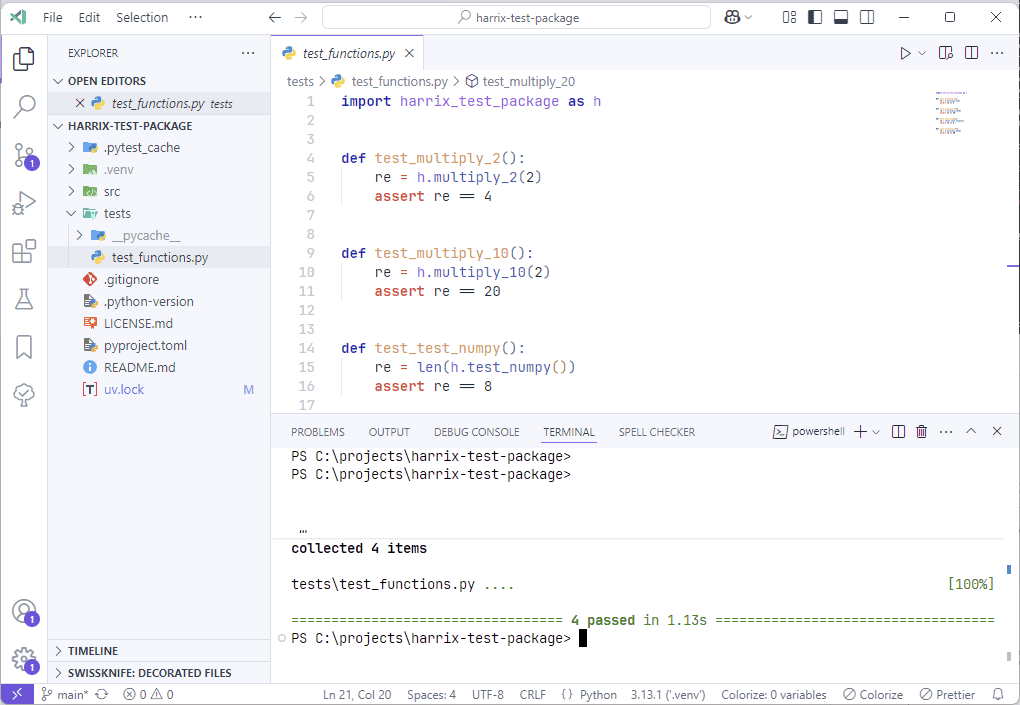 File Edit Selection ··· harrix-test-package
EXPLORER ···
OPEN EDITORS
test_functions.py tests
HARRIX-TEST-PACKAGE
.pytest_cache
.venv
src
tests
__pycache__
test_functions.py
.gitignore
.python-version
LICENSE.md
pyproject.toml
README.md
uv.lock M
TIMELINE
SWISSKNIFE: DECORATED FILES
1
1
1
test_functions.py
tests > test_functions.py > test_multiply_20
1 import harrix_test_package as h
2
3
4 def test_multiply_2():
5 re = h.multiply_2(2)
6 assert re == 4
7
8
9 def test_multiply_10():
10 re = h.multiply_10(2)
11 assert re == 20
12
13
14 def test_test_numpy():
15 re = len(h.test_numpy())
16 assert re == 8
17
PROBLEMS OUTPUT DEBUG CONSOLE TERMINAL SPELL CHECKER powershell
PS C:\projects\harrix-test-package>
PS C:\projects\harrix-test-package>
…
collected 4 items
tests\test_functions.py .... [100%]
================================= 4 passed in 1.13s ==================================
PS C:\projects\harrix-test-package>
main* 0 0 Ln 21, Col 20 Spaces: 4 UTF-8 CRLF {} Python 3.13.1 ('.venv') Colorize: 0 variables Colorize Prettier